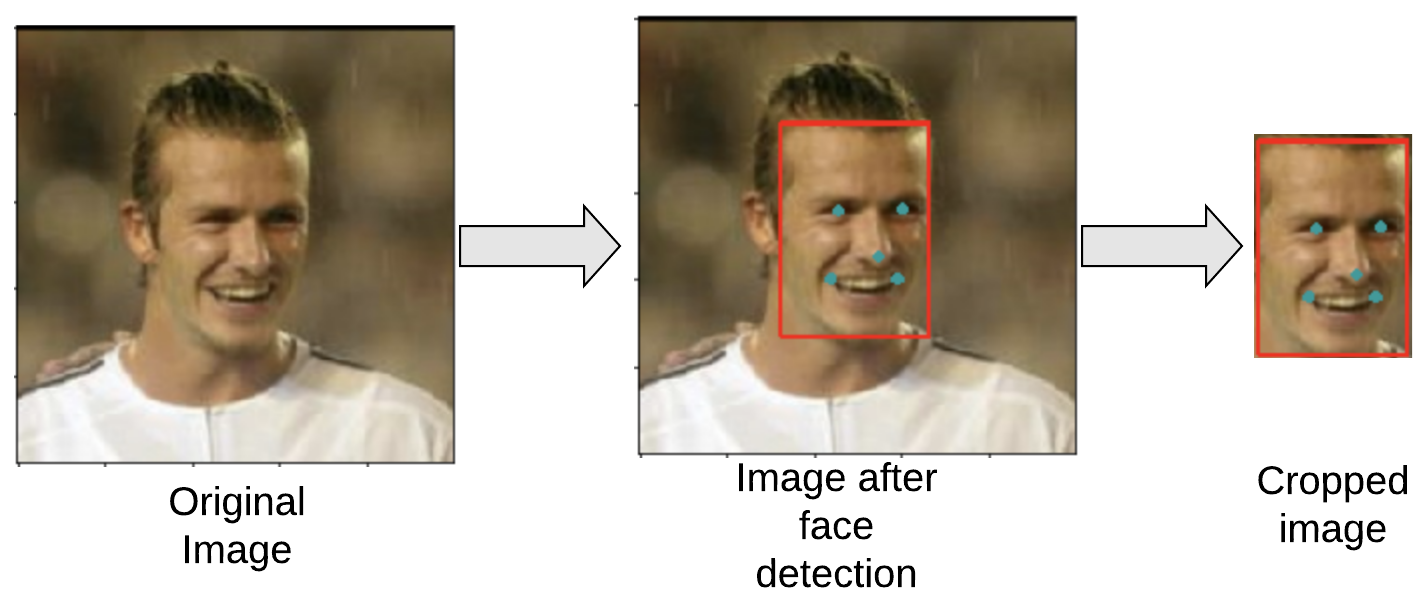 Original
Image
Image after
face
detection
Cropped
image